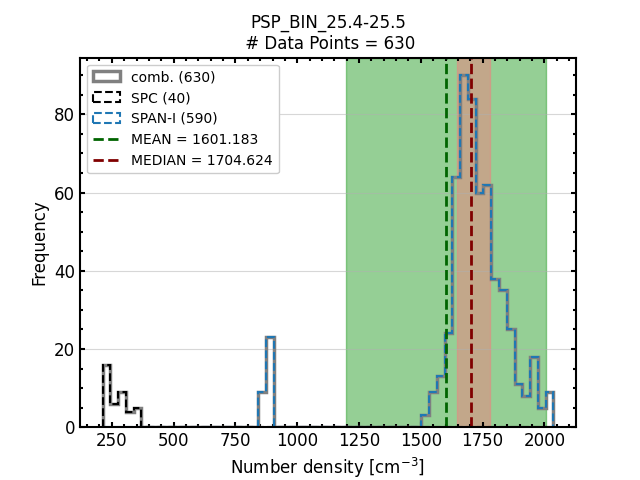 PSP_BIN_25.4-25.5
# Data Points = 630
comb. (630)
SPC (40)
SPAN-I (590)
MEAN = 1601.183
MEDIAN = 1704.624
Frequency
80
60
40
20
0
250 500 750 1000 1250 1500 1750 2000
Number density [cm⁻³]